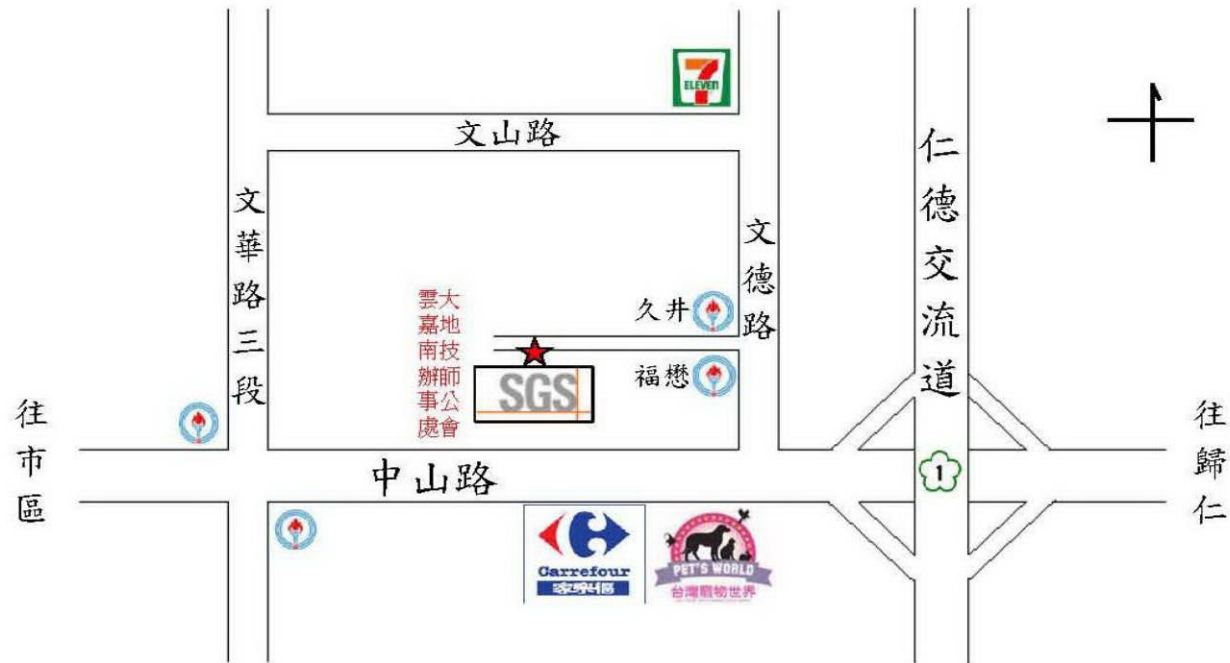 7
ELEVEN
文山路
仁德交流道
文華路三段
文德路
久井
大地技師公會
雲嘉南辦事處
福懋
SGS
往市區
中山路
1
往歸仁
Carrefour
家樂福
PET'S WORLD
台灣寵物世界